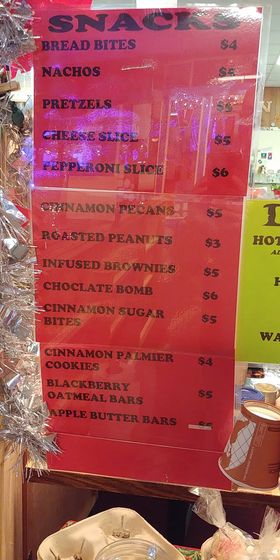 SNACKS
BREAD BITES $4
NACHOS
PRETZELS
CHEESE SLICE $5
PEPPERONI SLICE $6
CINNAMON PECANS $5
ROASTED PEANUTS $3
INFUSED BROWNIES $5
CHOCLATE BOMB $6
CINNAMON SUGAR
BITES $5
CINNAMON PALMIER $4
COOKIES
BLACKBERRY
OATMEAL BARS $5
APPLE BUTTER BARS
HOT